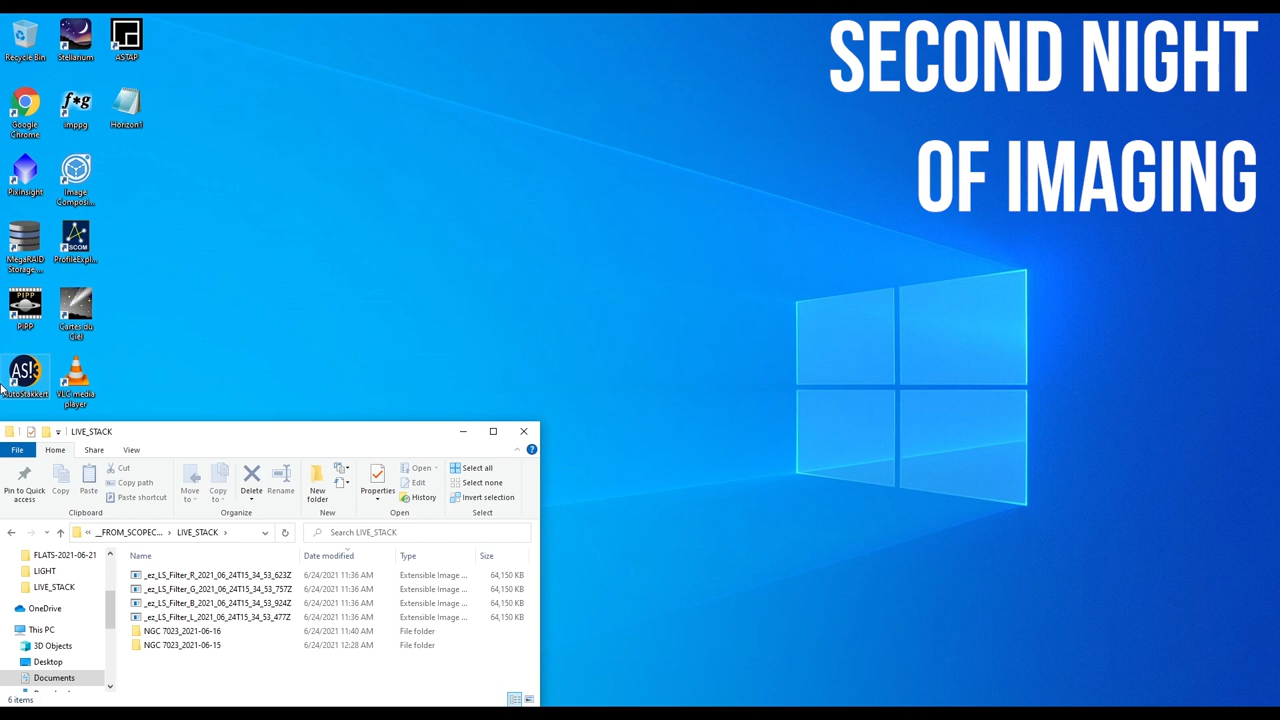 SECOND NIGHT
OF IMAGING
Recycle Bin
Stellarium
ASTAP
Google
Chrome
f*g
imppg
Horizon1
PixInsight
Image
Composi...
MegaRAID
Storage ...
SCOM
ProfileExpl...
PIPP
PIPP
Cartes du
Ciel
AS!3
AutoStakkert
VLC media
player
LIVE_STACK
File
Home
Share
View
Pin to Quick
access
Copy
Paste
Cut
Copy path
Paste shortcut
Clipboard
Move
to
Copy
to
Delete
Rename
Organize
New
folder
New
Properties
Open
Edit
History
Open
Select all
Select none
Invert selection
Select
« __FROM_SCOPEC... > LIVE_STACK >
Search LIVE_STACK
FLATS-2021-06-21
LIGHT
LIVE_STACK
OneDrive
This PC
3D Objects
Desktop
Documents
Name Date modified Type Size
_ez_LS_Filter_R_2021_06_24T15_34_53_623Z 6/24/2021 11:36 AM Extensible Image ... 64,150 KB
_ez_LS_Filter_G_2021_06_24T15_34_53_757Z 6/24/2021 11:36 AM Extensible Image ... 64,150 KB
_ez_LS_Filter_B_2021_06_24T15_34_53_924Z 6/24/2021 11:36 AM Extensible Image ... 64,150 KB
_ez_LS_Filter_L_2021_06_24T15_34_53_477Z 6/24/2021 11:36 AM Extensible Image ... 64,150 KB
NGC 7023_2021-06-16 6/24/2021 11:40 AM File folder
NGC 7023_2021-06-15 6/24/2021 12:28 AM File folder
6 items